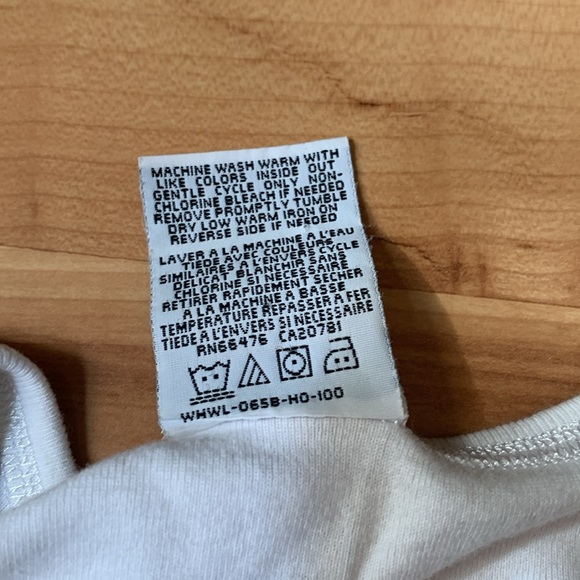 MACHINE WASH WARM WITH
LIKE COLORS INSIDE OUT
GENTLE CYCLE ONLY NON-
CHLORINE BLEACH IF NEEDED
REMOVE PROMPTLY TUMBLE
DRY LOW WARM IRON ON
REVERSE SIDE IF NEEDED
LAVER A LA MACHINE A L'EAU
TIEDE AVEC COULEURS
SIMILAIRES A L'ENVERS CYCLE
DELICAT BLANCHIR SANS
CHLORINE SI NECESSAIRE
RETIRER RAPIDEMENT SECHER
A LA MACHINE A BASSE
TEMPERATURE REPASSER A FER
TIEDE A L'ENVERS SI NECESSAIRE
RN66476 CA20781
WHWL-065B-H0-100